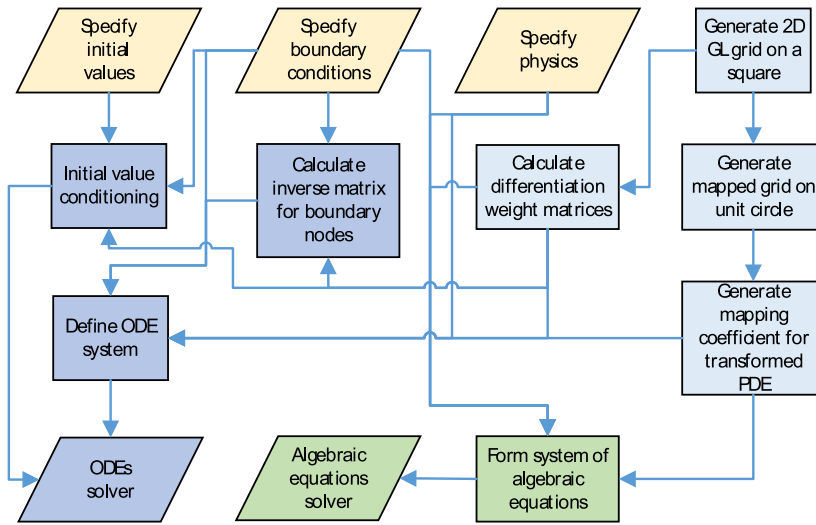 Specify
initial
values
Specify
boundary
conditions
Specify
physics
Generate 2D
GL grid on a
square
Initial value
conditioning
Calculate
inverse matrix
for boundary
nodes
Calculate
differentiation
weight matrices
Generate
mapped grid on
unit circle
Define ODE
system
Generate
mapping
coefficient for
transformed
PDE
ODEs
solver
Algebraic
equations
solver
Form system of
algebraic
equations